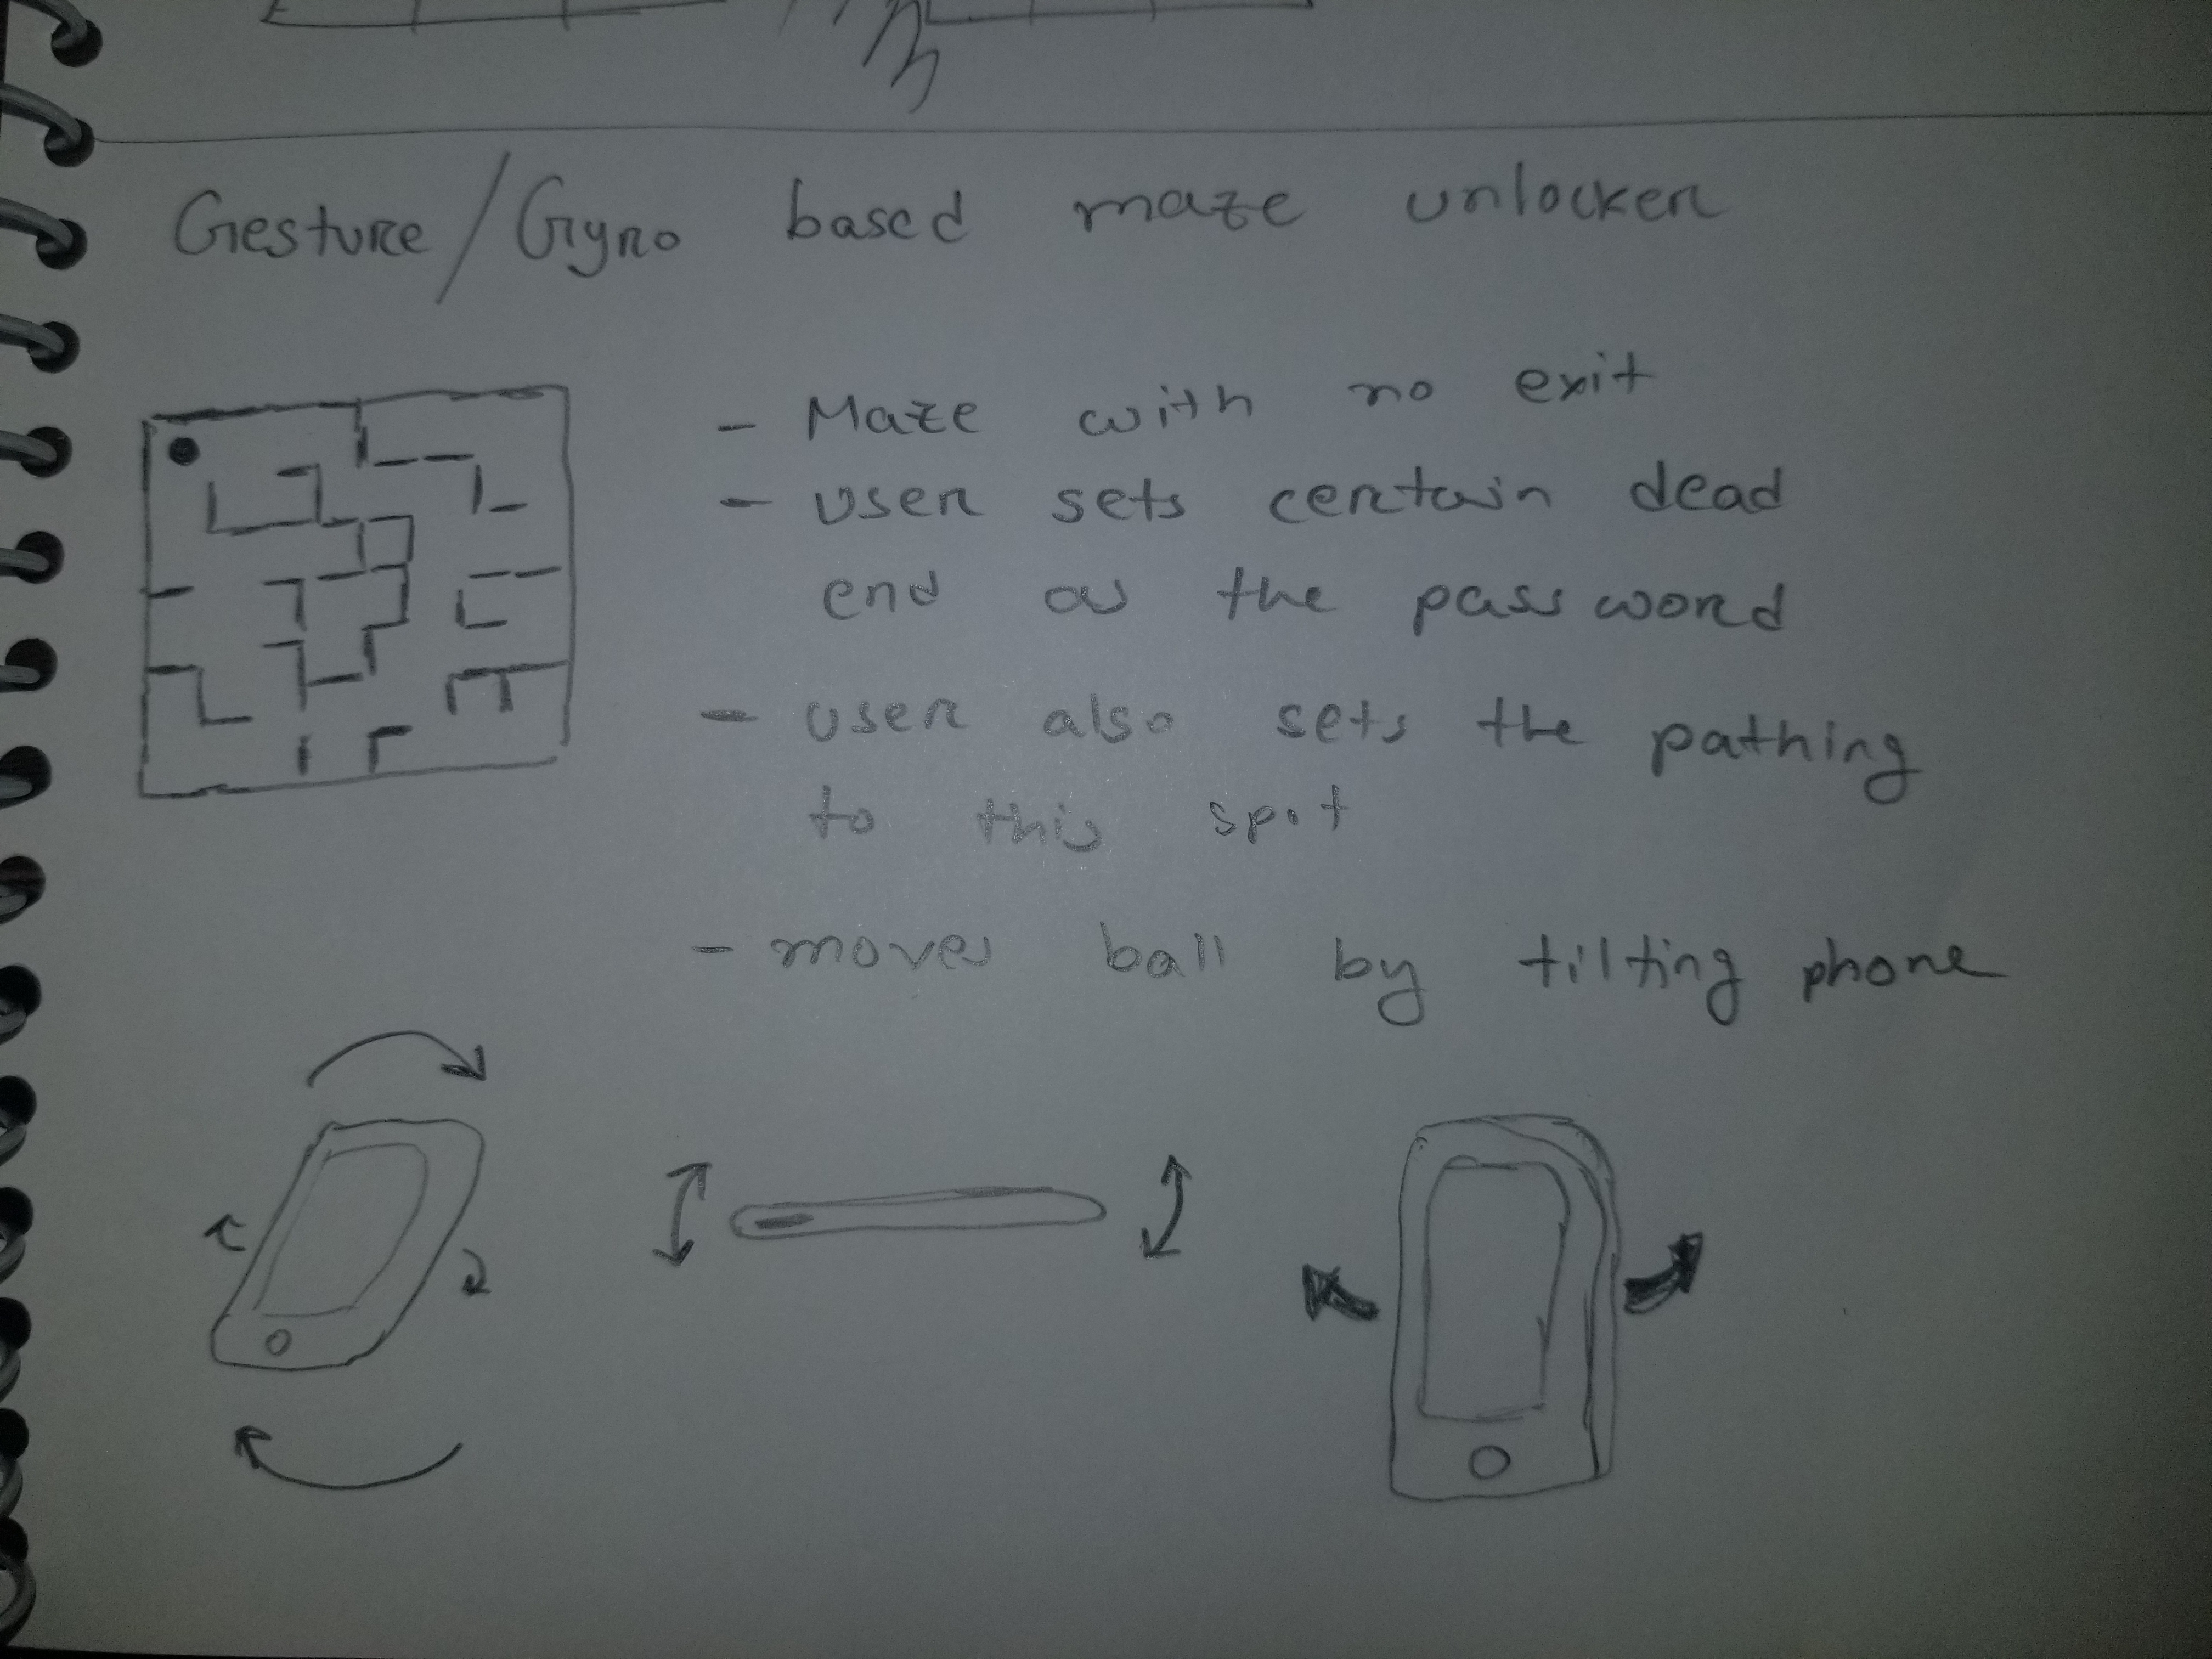 Gesture/Gyro based maze unlocker
- Maze with no exit
- user sets certain dead
end as the password
- user also sets the pathing
to this spot
- moves ball by tilting phone